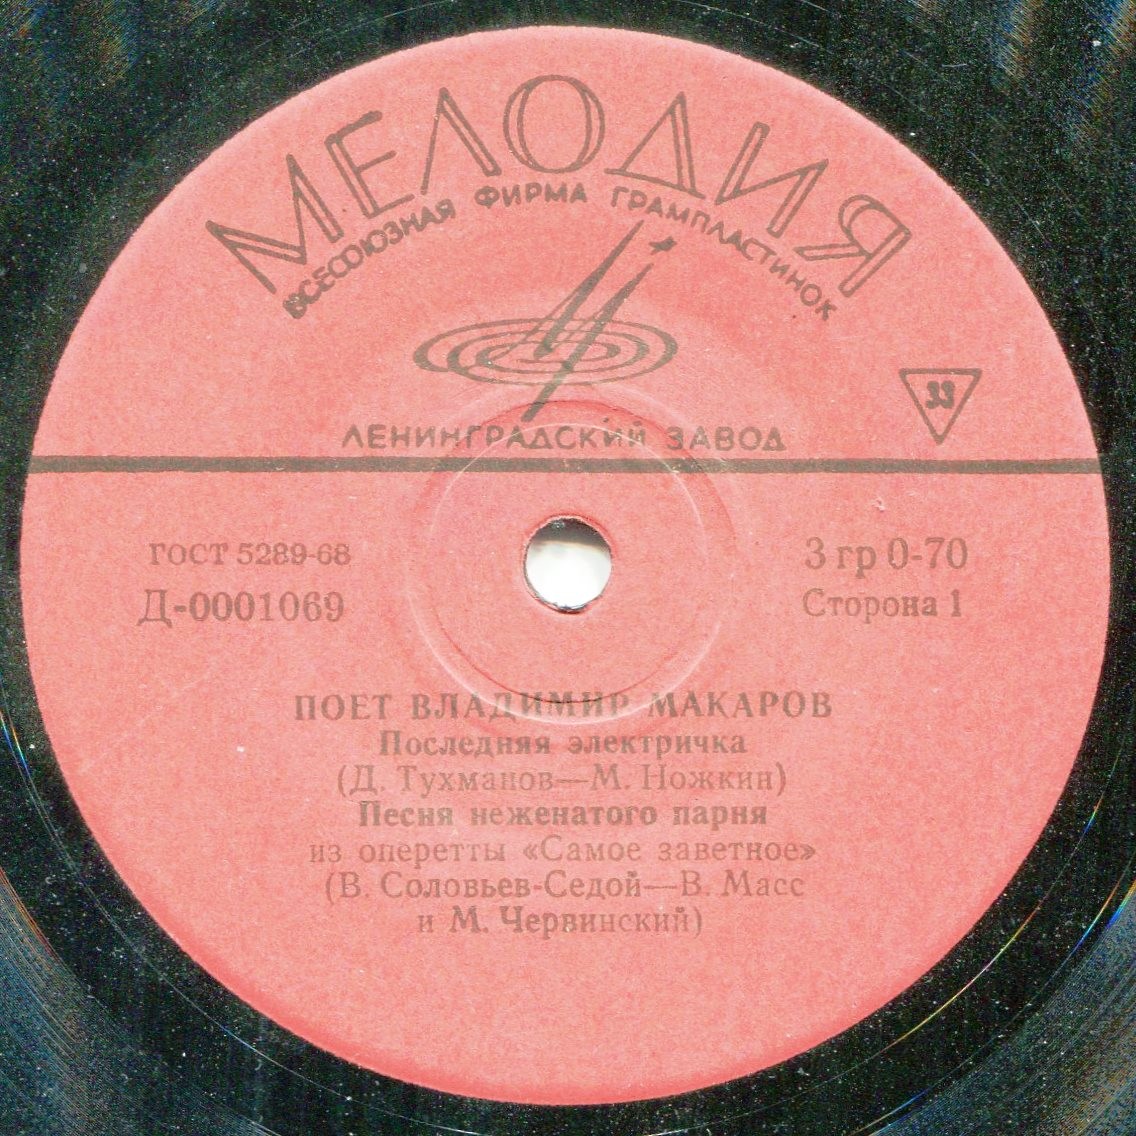 МЕЛОДИЯ
ВСЕСОЮЗНАЯ ФИРМА ГРАМПЛАСТИНОК
33
ЛЕНИНГРАДСКИЙ ЗАВОД
ГОСТ 5289-68
3 гр 0-70
Д-0001069
Сторона 1
ПОЕТ ВЛАДИМИР МАКАРОВ
Последняя электричка
(Д. Тухманов—М. Ножкин)
Песня неженатого парня
из оперетты «Самое заветное»
(В. Соловьев-Седой—В. Масс
и М. Червинский)